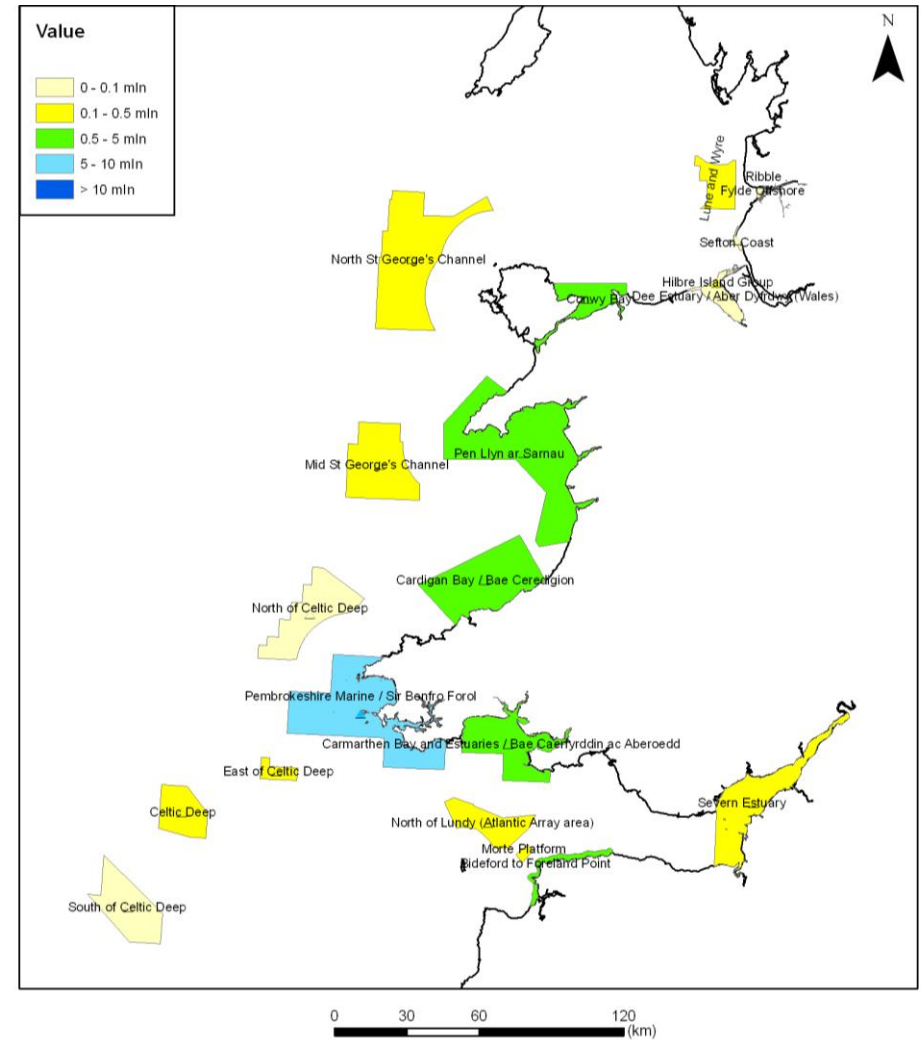 Value
0 - 0.1 mln
0.1 - 0.5 mln
0.5 - 5 mln
5 - 10 mln
> 10 mln
N
Lune and Wyre
Ribble
Fylde Offshore
Sefton Coast
North St George's Channel
Hilbre Island Group
Conwy Bay
Dee Estuary / Aber Dyfrdwy (Wales)
Pen Llyn ar Sarnau
Mid St George's Channel
Cardigan Bay / Bae Ceredigion
North of Celtic Deep
Pembrokeshire Marine / Sir Benfro Forol
Carmarthen Bay and Estuaries / Bae Caerfyrddin ac Aberoedd
East of Celtic Deep
Severn Estuary
Celtic Deep
North of Lundy (Atlantic Array area)
Morte Platform
Bideford to Foreland Point
South of Celtic Deep
0 30 60 120
(km)